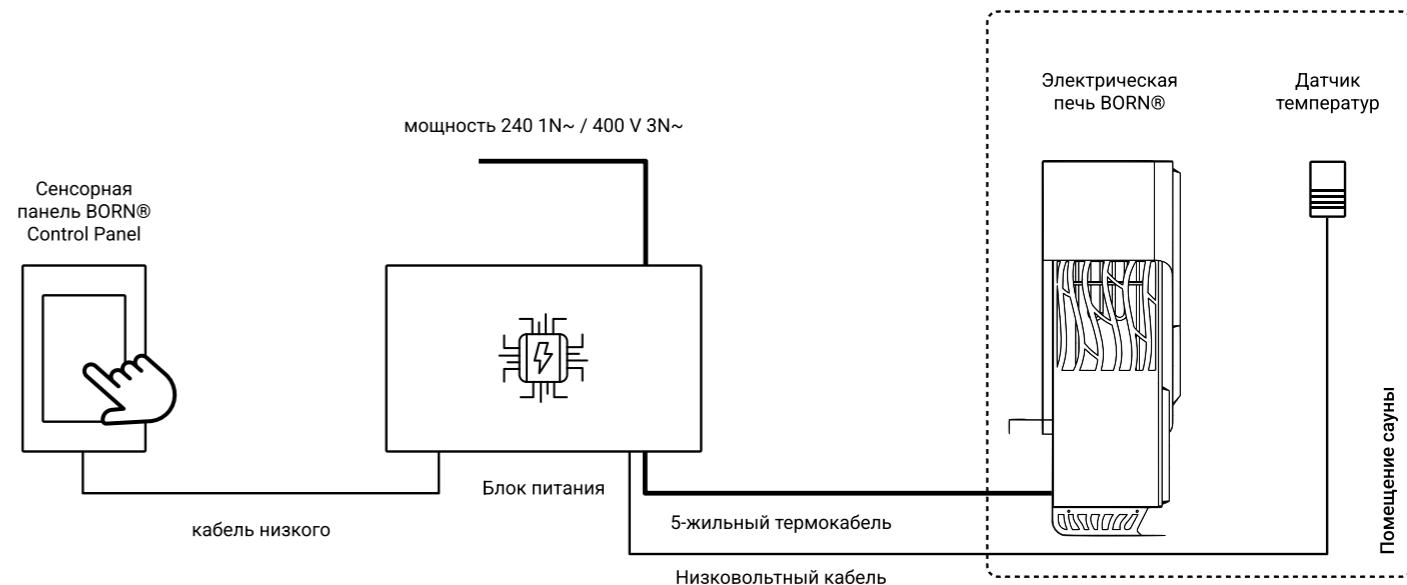 Электрическая
печь BORN®
Датчик
температур
мощность 240 1N~ / 400 V 3N~
Сенсорная
панель BORN®
Control Panel
Блок питания
5-жильный термокабель
кабель низкого
Низковольтный кабель
Помещение сауны